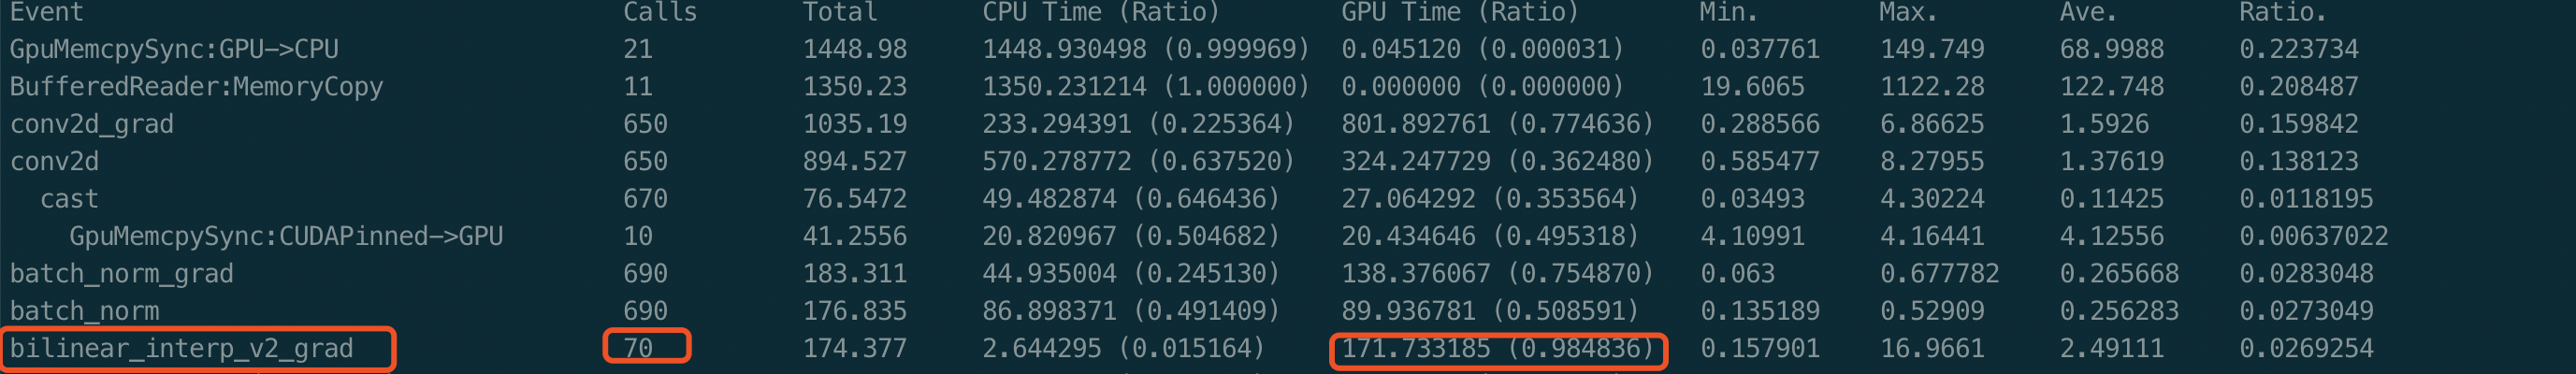 Event Calls Total CPU Time (Ratio) GPU Time (Ratio) Min. Max. Ave. Ratio.
GpuMemcpySync:GPU->CPU 21 1448.98 1448.930498 (0.999969) 0.045120 (0.000031) 0.037761 149.749 68.9988 0.223734
BufferedReader:MemoryCopy 11 1350.23 1350.231214 (1.000000) 0.000000 (0.000000) 19.6065 1122.28 122.748 0.208487
conv2d_grad 650 1035.19 233.294391 (0.225364) 801.892761 (0.774636) 0.288566 6.86625 1.5926 0.159842
conv2d 650 894.527 570.278772 (0.637520) 324.247729 (0.362480) 0.585477 8.27955 1.37619 0.138123
cast 670 76.5472 49.482874 (0.646436) 27.064292 (0.353564) 0.03493 4.30224 0.11425 0.0118195
GpuMemcpySync:CUDAPinned->GPU 10 41.2556 20.820967 (0.504682) 20.434646 (0.495318) 4.10991 4.16441 4.12556 0.00637022
batch_norm_grad 690 183.311 44.935004 (0.245130) 138.376067 (0.754870) 0.063 0.677782 0.265668 0.0283048
batch_norm 690 176.835 86.898371 (0.491409) 89.936781 (0.508591) 0.135189 0.52909 0.256283 0.0273049
bilinear_interp_v2_grad 70 174.377 2.644295 (0.015164) 171.733185 (0.984836) 0.157901 16.9661 2.49111 0.0269254